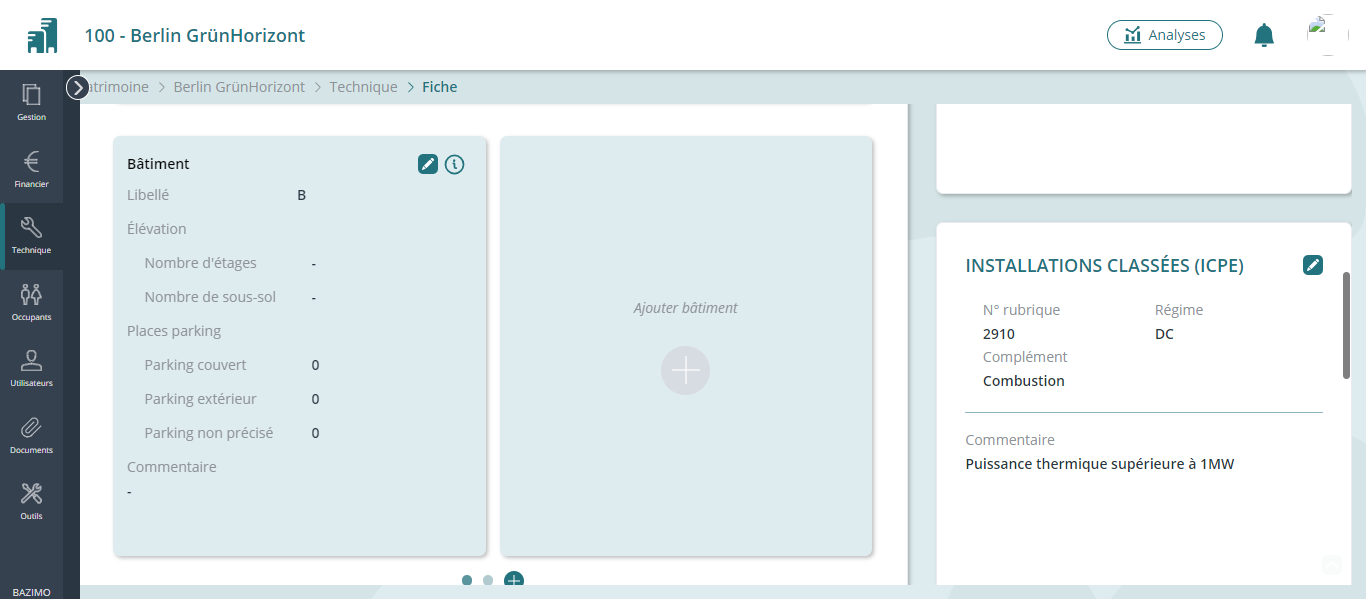 100 - Berlin GrünHorizont
Analyses
atrimoine > Berlin GrünHorizont > Technique > Fiche
Gestion
Financier
Technique
Occupants
Utilisateurs
Documents
Outils
BAZIMO
Bâtiment
Libellé B
Élévation
Nombre d'étages -
Nombre de sous-sol -
Places parking
Parking couvert 0
Parking extérieur 0
Parking non précisé 0
Commentaire
-
Ajouter bâtiment
INSTALLATIONS CLASSÉES (ICPE)
N° rubrique Régime
2910 DC
Complément
Combustion
Commentaire
Puissance thermique supérieure à 1MW